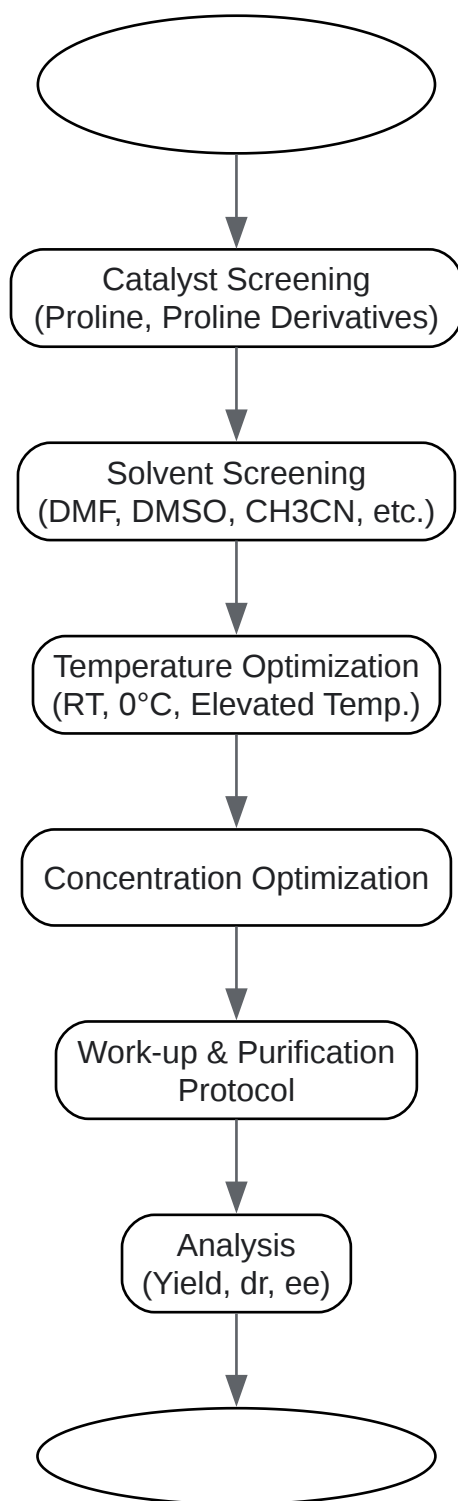 Catalyst Screening
(Proline, Proline Derivatives)
Solvent Screening
(DMF, DMSO, CH3CN, etc.)
Temperature Optimization
(RT, 0°C, Elevated Temp.)
Concentration Optimization
Work-up & Purification
Protocol
Analysis
(Yield, dr, ee)